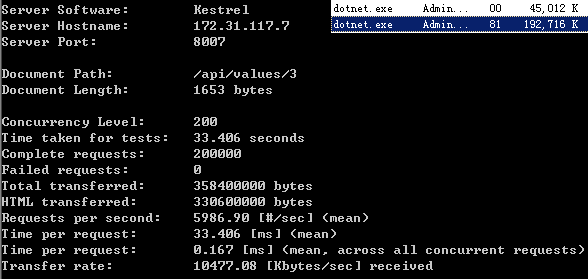 Server Software:        Kestrel
Server Hostname:        172.31.117.7
Server Port:            8007
dotnet.exe Admin... 00 45,012 K
dotnet.exe Admin... 81 192,716 K
Document Path:          /api/values/3
Document Length:        1653 bytes
Concurrency Level:      200
Time taken for tests:   33.406 seconds
Complete requests:      200000
Failed requests:        0
Total transferred:      358400000 bytes
HTML transferred:       330600000 bytes
Requests per second:    5986.90 [#/sec] (mean)
Time per request:       33.406 [ms] (mean)
Time per request:       0.167 [ms] (mean, across all concurrent requests)
Transfer rate:          10477.08 [Kbytes/sec] received